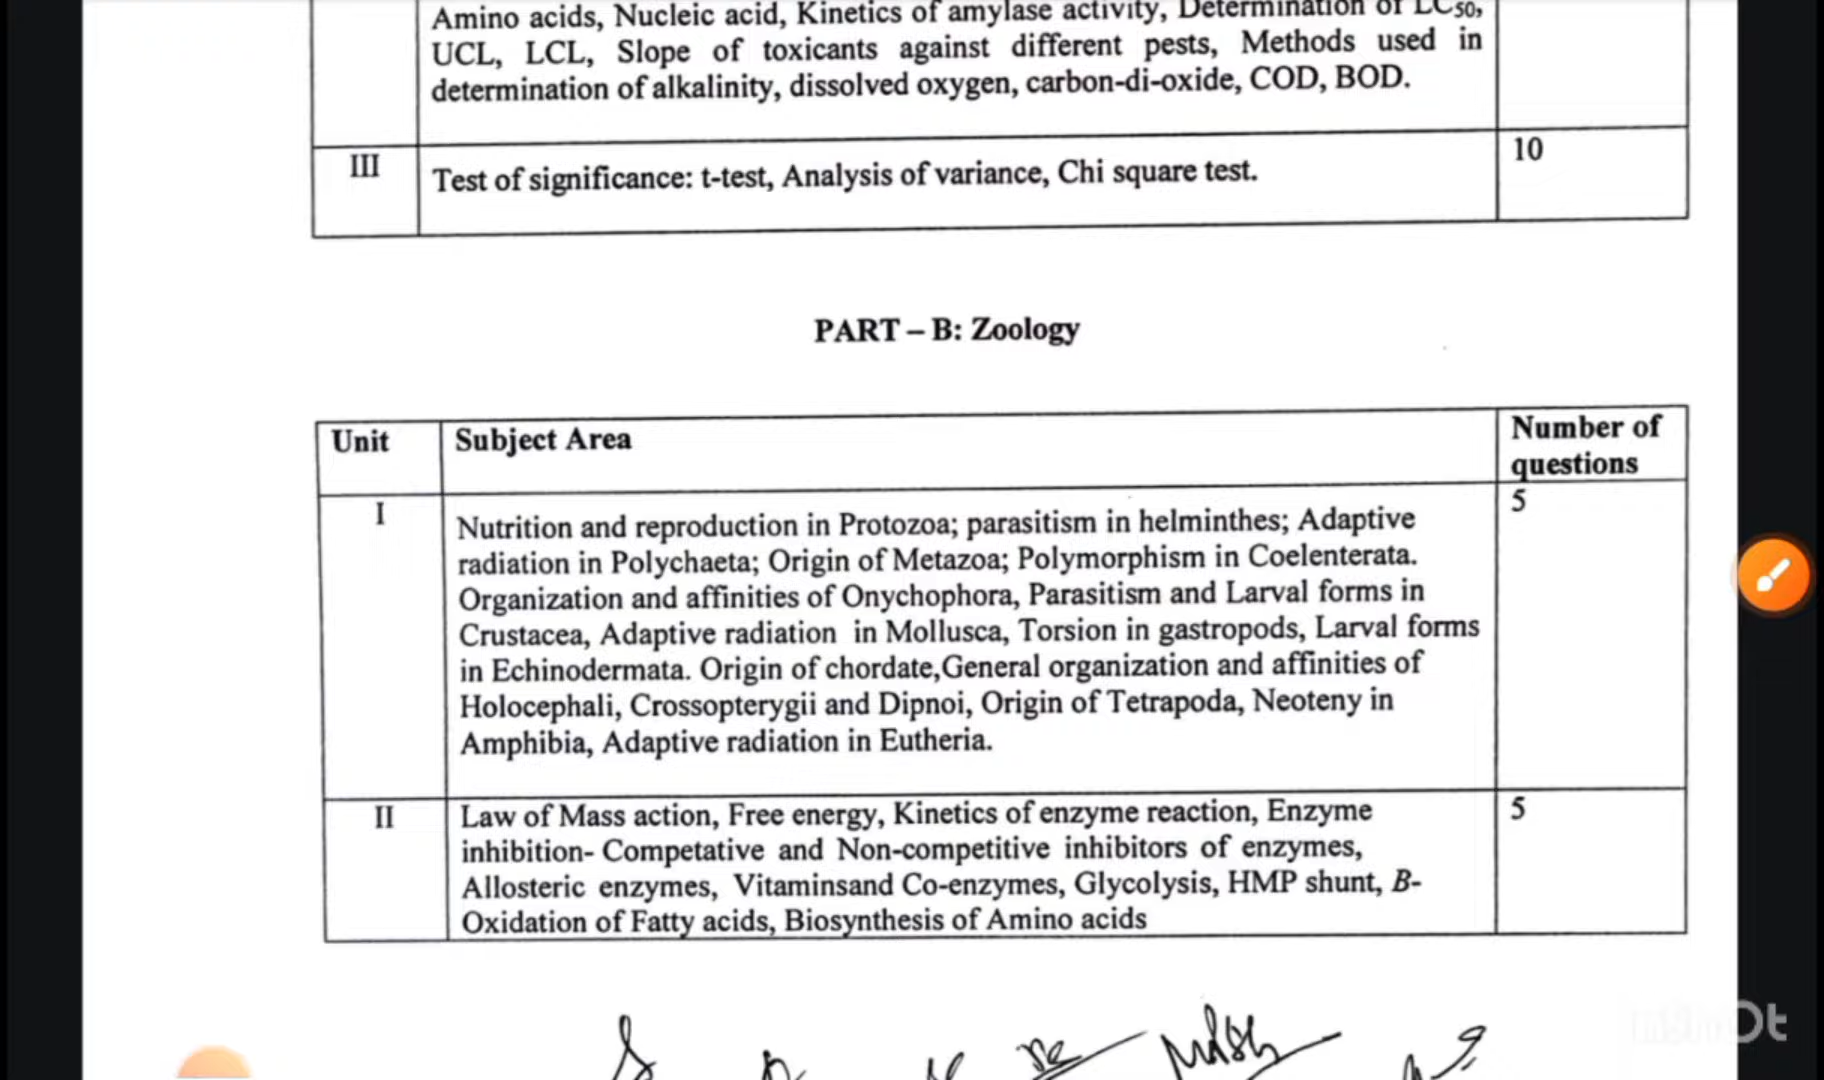 Amino acids, Nucleic acid, Kinetics of amylase activity, Determination of LC50,
UCL, LCL, Slope of toxicants against different pests, Methods used in
determination of alkalinity, dissolved oxygen, carbon-di-oxide, COD, BOD.
III
Test of significance: t-test, Analysis of variance, Chi square test.
10
PART – B: Zoology
Unit
Subject Area
Number of
questions
I
Nutrition and reproduction in Protozoa; parasitism in helminthes; Adaptive
radiation in Polychaeta; Origin of Metazoa; Polymorphism in Coelenterata.
Organization and affinities of Onychophora, Parasitism and Larval forms in
Crustacea, Adaptive radiation in Mollusca, Torsion in gastropods, Larval forms
in Echinodermata. Origin of chordate,General organization and affinities of
Holocephali, Crossopterygii and Dipnoi, Origin of Tetrapoda, Neoteny in
Amphibia, Adaptive radiation in Eutheria.
5
II
Law of Mass action, Free energy, Kinetics of enzyme reaction, Enzyme
inhibition- Competative and Non-competitive inhibitors of enzymes,
Allosteric enzymes, Vitaminsand Co-enzymes, Glycolysis, HMP shunt, B-
Oxidation of Fatty acids, Biosynthesis of Amino acids
5